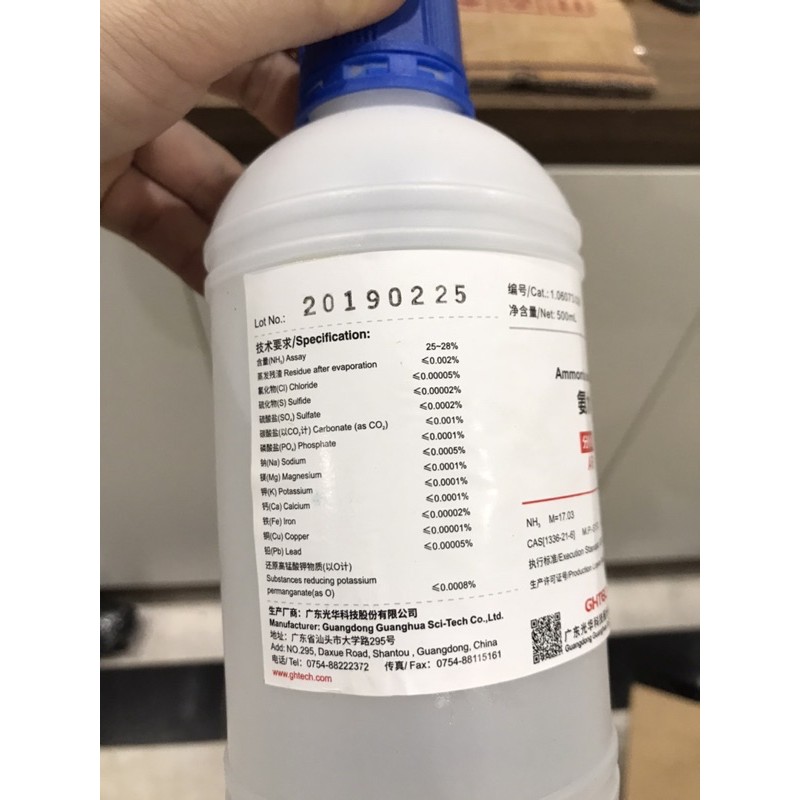 Lot No.: 20190225
技术要求/Specification:
含量(NH₃) Assay 25-28%
蒸发残渣 Residue after evaporation ≤0.002%
氯化物(Cl) Chloride ≤0.00005%
硫化物(S) Sulfide ≤0.00002%
硫酸盐(SO₄) Sulfate ≤0.0002%
碳酸盐(以CO₂计) Carbonate (as CO₂) ≤0.001%
磷酸盐(PO₄) Phosphate ≤0.0001%
钠(Na) Sodium ≤0.0005%
镁(Mg) Magnesium ≤0.0001%
钾(K) Potassium ≤0.0001%
钙(Ca) Calcium ≤0.0001%
铁(Fe) Iron ≤0.00002%
铜(Cu) Copper ≤0.00001%
铅(Pb) Lead ≤0.00005%
还原高锰酸钾物质(以O计)
Substances reducing potassium
permanganate(as O) ≤0.0008%
生产厂商: 广东光华科技股份有限公司
Manufacturer: Guangdong Guanghua Sci-Tech Co.,Ltd.
地址: 广东省汕头市大学路295号
Add: NO.295, Daxue Road, Shantou , Guangdong, China
电话/Tel: 0754-88222372 传真/ Fax: 0754-88115161
www.ghtech.com
编号/Cat.:
净含量/Net: 500mL
NH₃ M=17.03
CAS[1336-21-6]
执行标准/Execution
生产许可证号/Production
广东光华科技
Guangdong Guanghua